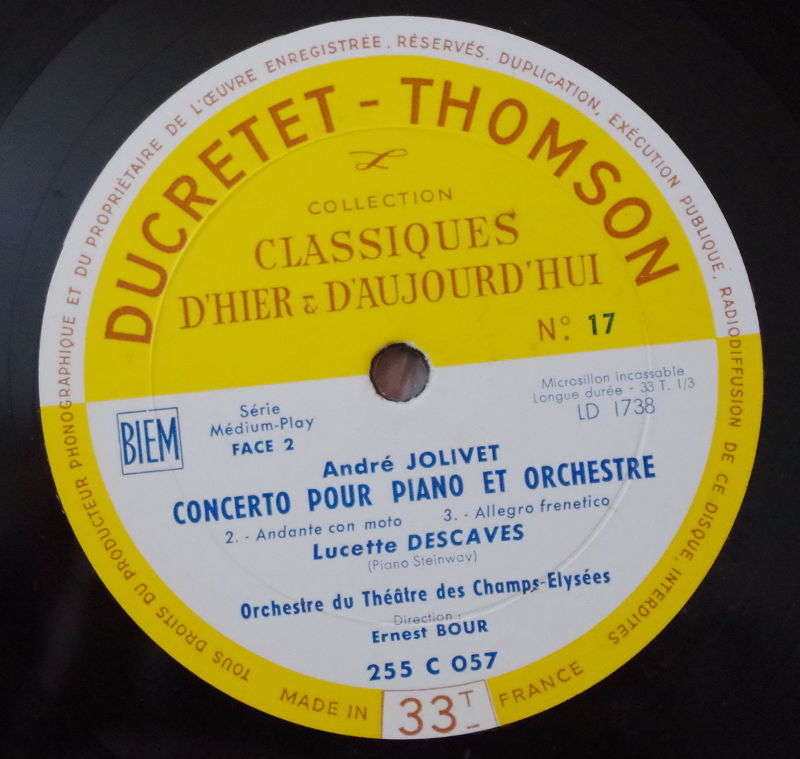 TOUS DROITS DU PRODUCTEUR PHONOGRAPHIQUE ET DU PROPRIÉTAIRE DE L'ŒUVRE ENREGISTRÉE, RÉSERVÉS. DUPLICATION, EXÉCUTION PUBLIQUE, RADIODIFFUSION DE CE DISQUE, INTERDITES
DUCRETET - THOMSON
COLLECTION
CLASSIQUES
D'HIER & D'AUJOURD'HUI
N° 17
BIEM
Série
Médium-Play
FACE 2
Microsillon incassable
Longue durée - 33 T. 1/3
LD 1738
André JOLIVET
CONCERTO POUR PIANO ET ORCHESTRE
2. - Andante con moto 3. - Allegro frenetico
Lucette DESCAVES
(Piano Steinway)
Orchestre du Théâtre des Champs-Elysées
Direction :
Ernest BOUR
255 C 057
MADE IN FRANCE
33 T